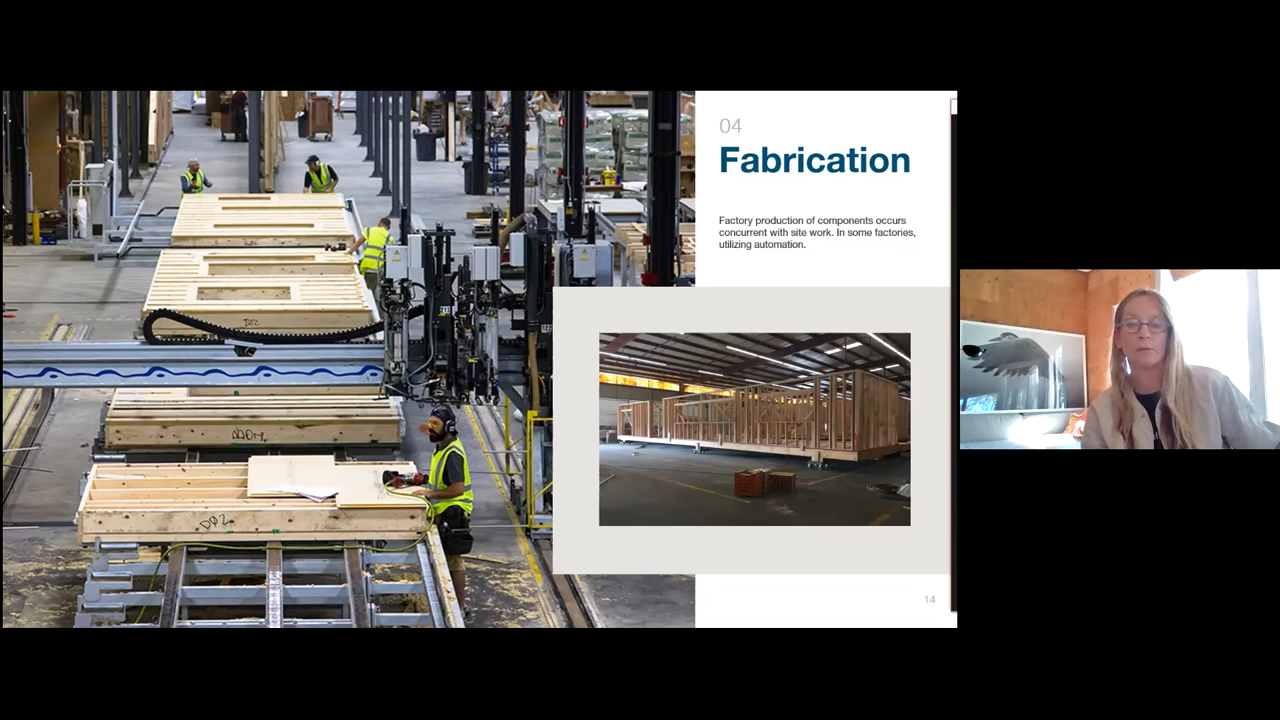 04
Fabrication
Factory production of components occurs
concurrent with site work. In some factories,
utilizing automation.
14